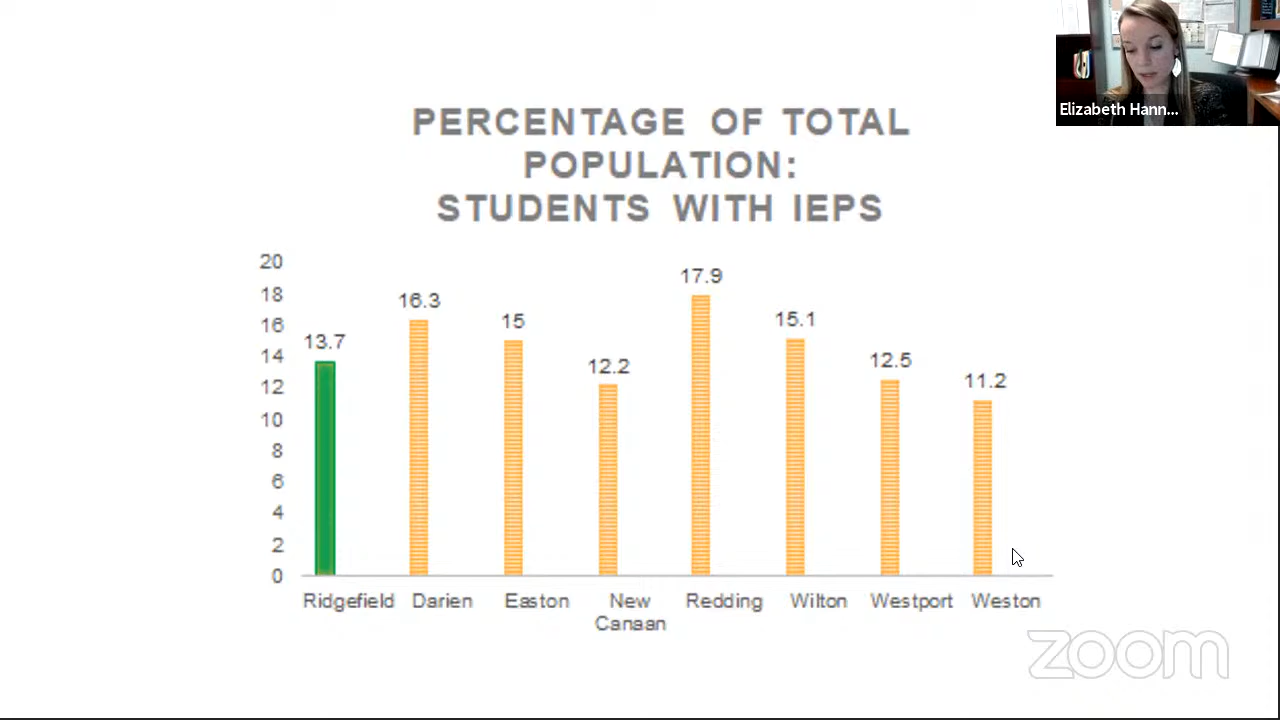 Elizabeth Hann...
PERCENTAGE OF TOTAL
POPULATION:
STUDENTS WITH IEPS
20
18
16
14
12
10
8
6
4
2
0
13.7
16.3
15
12.2
17.9
15.1
12.5
11.2
Ridgefield
Darien
Easton
New
Canaan
Redding
Wilton
Westport
Weston
zoom